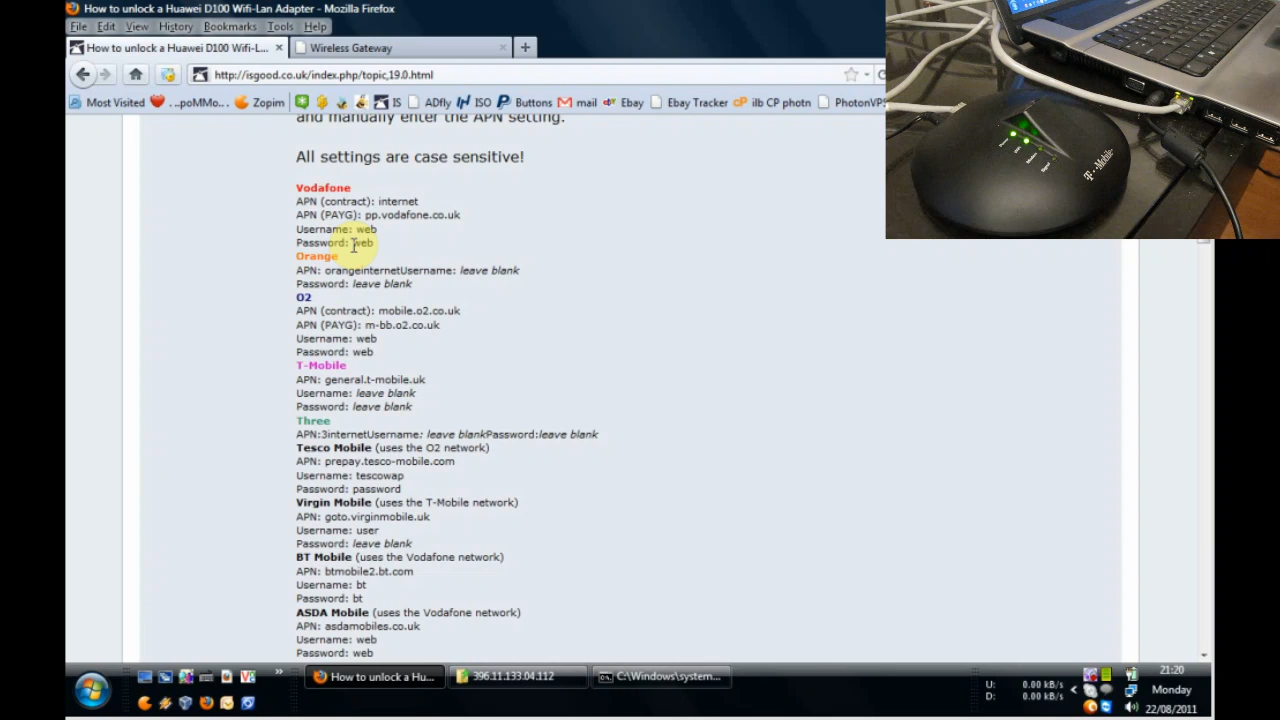 How to unlock a Huawei D100 Wifi-Lan Adapter - Mozilla Firefox
File Edit View History Bookmarks Tools Help
How to unlock a Huawei D100 Wifi-L... × Wireless Gateway × +
http://isgood.co.uk/index.php/topic,19.0.html
Most Visited ...poMMo... Zopim IS ADfly ISO Buttons mail Ebay Ebay Tracker ilb CP photn PhotonVPS
and manually enter the APN setting.
All settings are case sensitive!
Vodafone
APN (contract): internet
APN (PAYG): pp.vodafone.co.uk
Username: web
Password: web
Orange
APN: orangeinternetUsername: leave blank
Password: leave blank
O2
APN (contract): mobile.o2.co.uk
APN (PAYG): m-bb.o2.co.uk
Username: web
Password: web
T-Mobile
APN: general.t-mobile.uk
Username: leave blank
Password: leave blank
Three
APN:3internetUsername: leave blankPassword:leave blank
Tesco Mobile (uses the O2 network)
APN: prepay.tesco-mobile.com
Username: tescowap
Password: password
Virgin Mobile (uses the T-Mobile network)
APN: goto.virginmobile.uk
Username: user
Password: leave blank
BT Mobile (uses the Vodafone network)
APN: btmobile2.bt.com
Username: bt
Password: bt
ASDA Mobile (uses the Vodafone network)
APN: asdamobiles.co.uk
Username: web
Password: web
T··Mobile·
Power
How to unlock a Hu... 396.11.133.04.112 C:\Windows\system...
U: 0.00 kB/s
D: 0.00 kB/s
21:20
Monday
22/08/2011